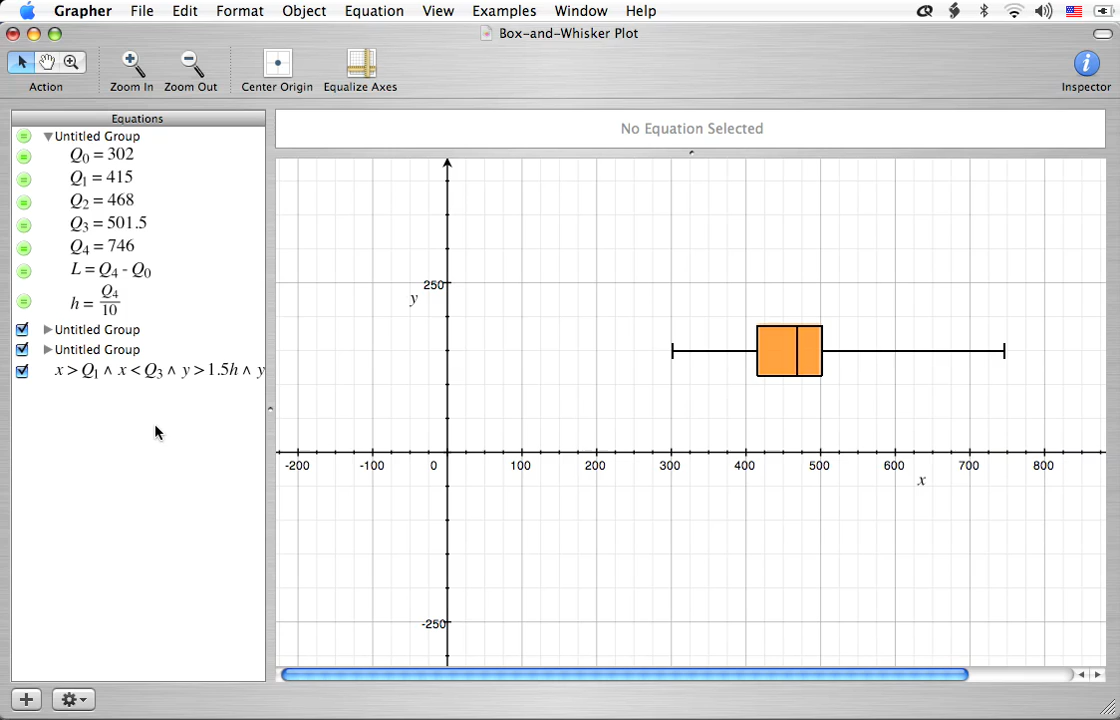 Grapher File Edit Format Object Equation View Examples Window Help
Box-and-Whisker Plot
Action Zoom In Zoom Out Center Origin Equalize Axes Inspector
Equations
No Equation Selected
Untitled Group
Q₀ = 302
Q₁ = 415
Q₂ = 468
Q₃ = 501.5
Q₄ = 746
L = Q₄ - Q₀
h = Q₄/10
Untitled Group
Untitled Group
x > Q₁ ∧ x < Q₃ ∧ y > 1.5h ∧ y
250
y
-200 -100 0 100 200 300 400 500 600 700 800
x
-250